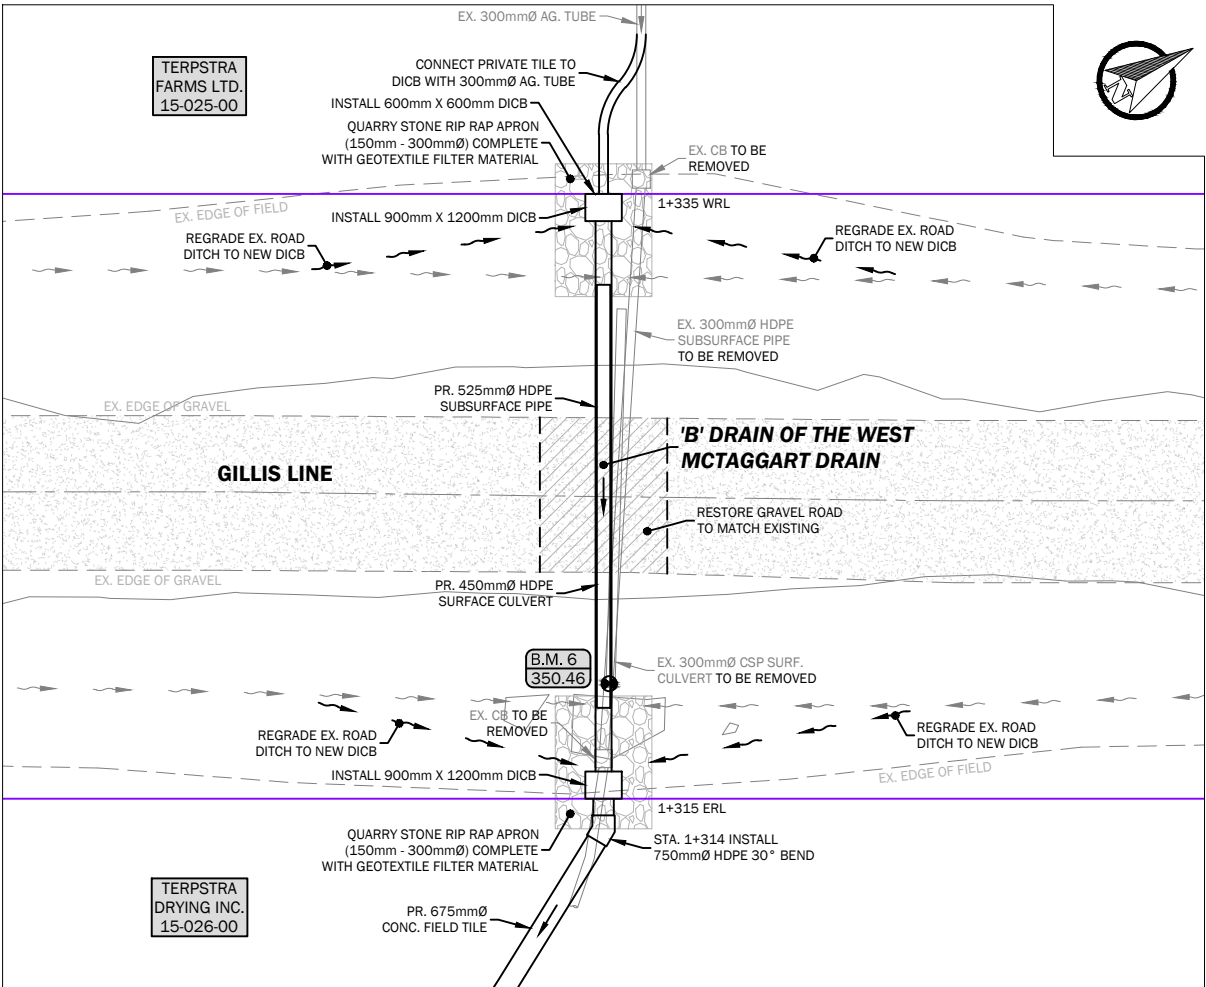 EX. 300mmØ AG. TUBE
TERPSTRA
FARMS LTD.
15-025-00
CONNECT PRIVATE TILE TO
DICB WITH 300mmØ AG. TUBE
INSTALL 600mm X 600mm DICB
QUARRY STONE RIP RAP APRON
(150mm - 300mmØ) COMPLETE
WITH GEOTEXTILE FILTER MATERIAL
EX. CB TO BE
REMOVED
N
EX. EDGE OF FIELD
INSTALL 900mm X 1200mm DICB
1+335 WRL
REGRADE EX. ROAD
DITCH TO NEW DICB
REGRADE EX. ROAD
DITCH TO NEW DICB
EX. 300mmØ HDPE
SUBSURFACE PIPE
TO BE REMOVED
PR. 525mmØ HDPE
SUBSURFACE PIPE
EX. EDGE OF GRAVEL
'B' DRAIN OF THE WEST
MCTAGGART DRAIN
GILLIS LINE
RESTORE GRAVEL ROAD
TO MATCH EXISTING
EX. EDGE OF GRAVEL
PR. 450mmØ HDPE
SURFACE CULVERT
B.M. 6
350.46
EX. 300mmØ CSP SURF.
CULVERT TO BE REMOVED
EX. CB TO BE
REMOVED
REGRADE EX. ROAD
DITCH TO NEW DICB
REGRADE EX. ROAD
DITCH TO NEW DICB
INSTALL 900mm X 1200mm DICB
EX. EDGE OF FIELD
1+315 ERL
QUARRY STONE RIP RAP APRON
(150mm - 300mmØ) COMPLETE
WITH GEOTEXTILE FILTER MATERIAL
STA. 1+314 INSTALL
750mmØ HDPE 30° BEND
TERPSTRA
DRYING INC.
15-026-00
PR. 675mmØ
CONC. FIELD TILE